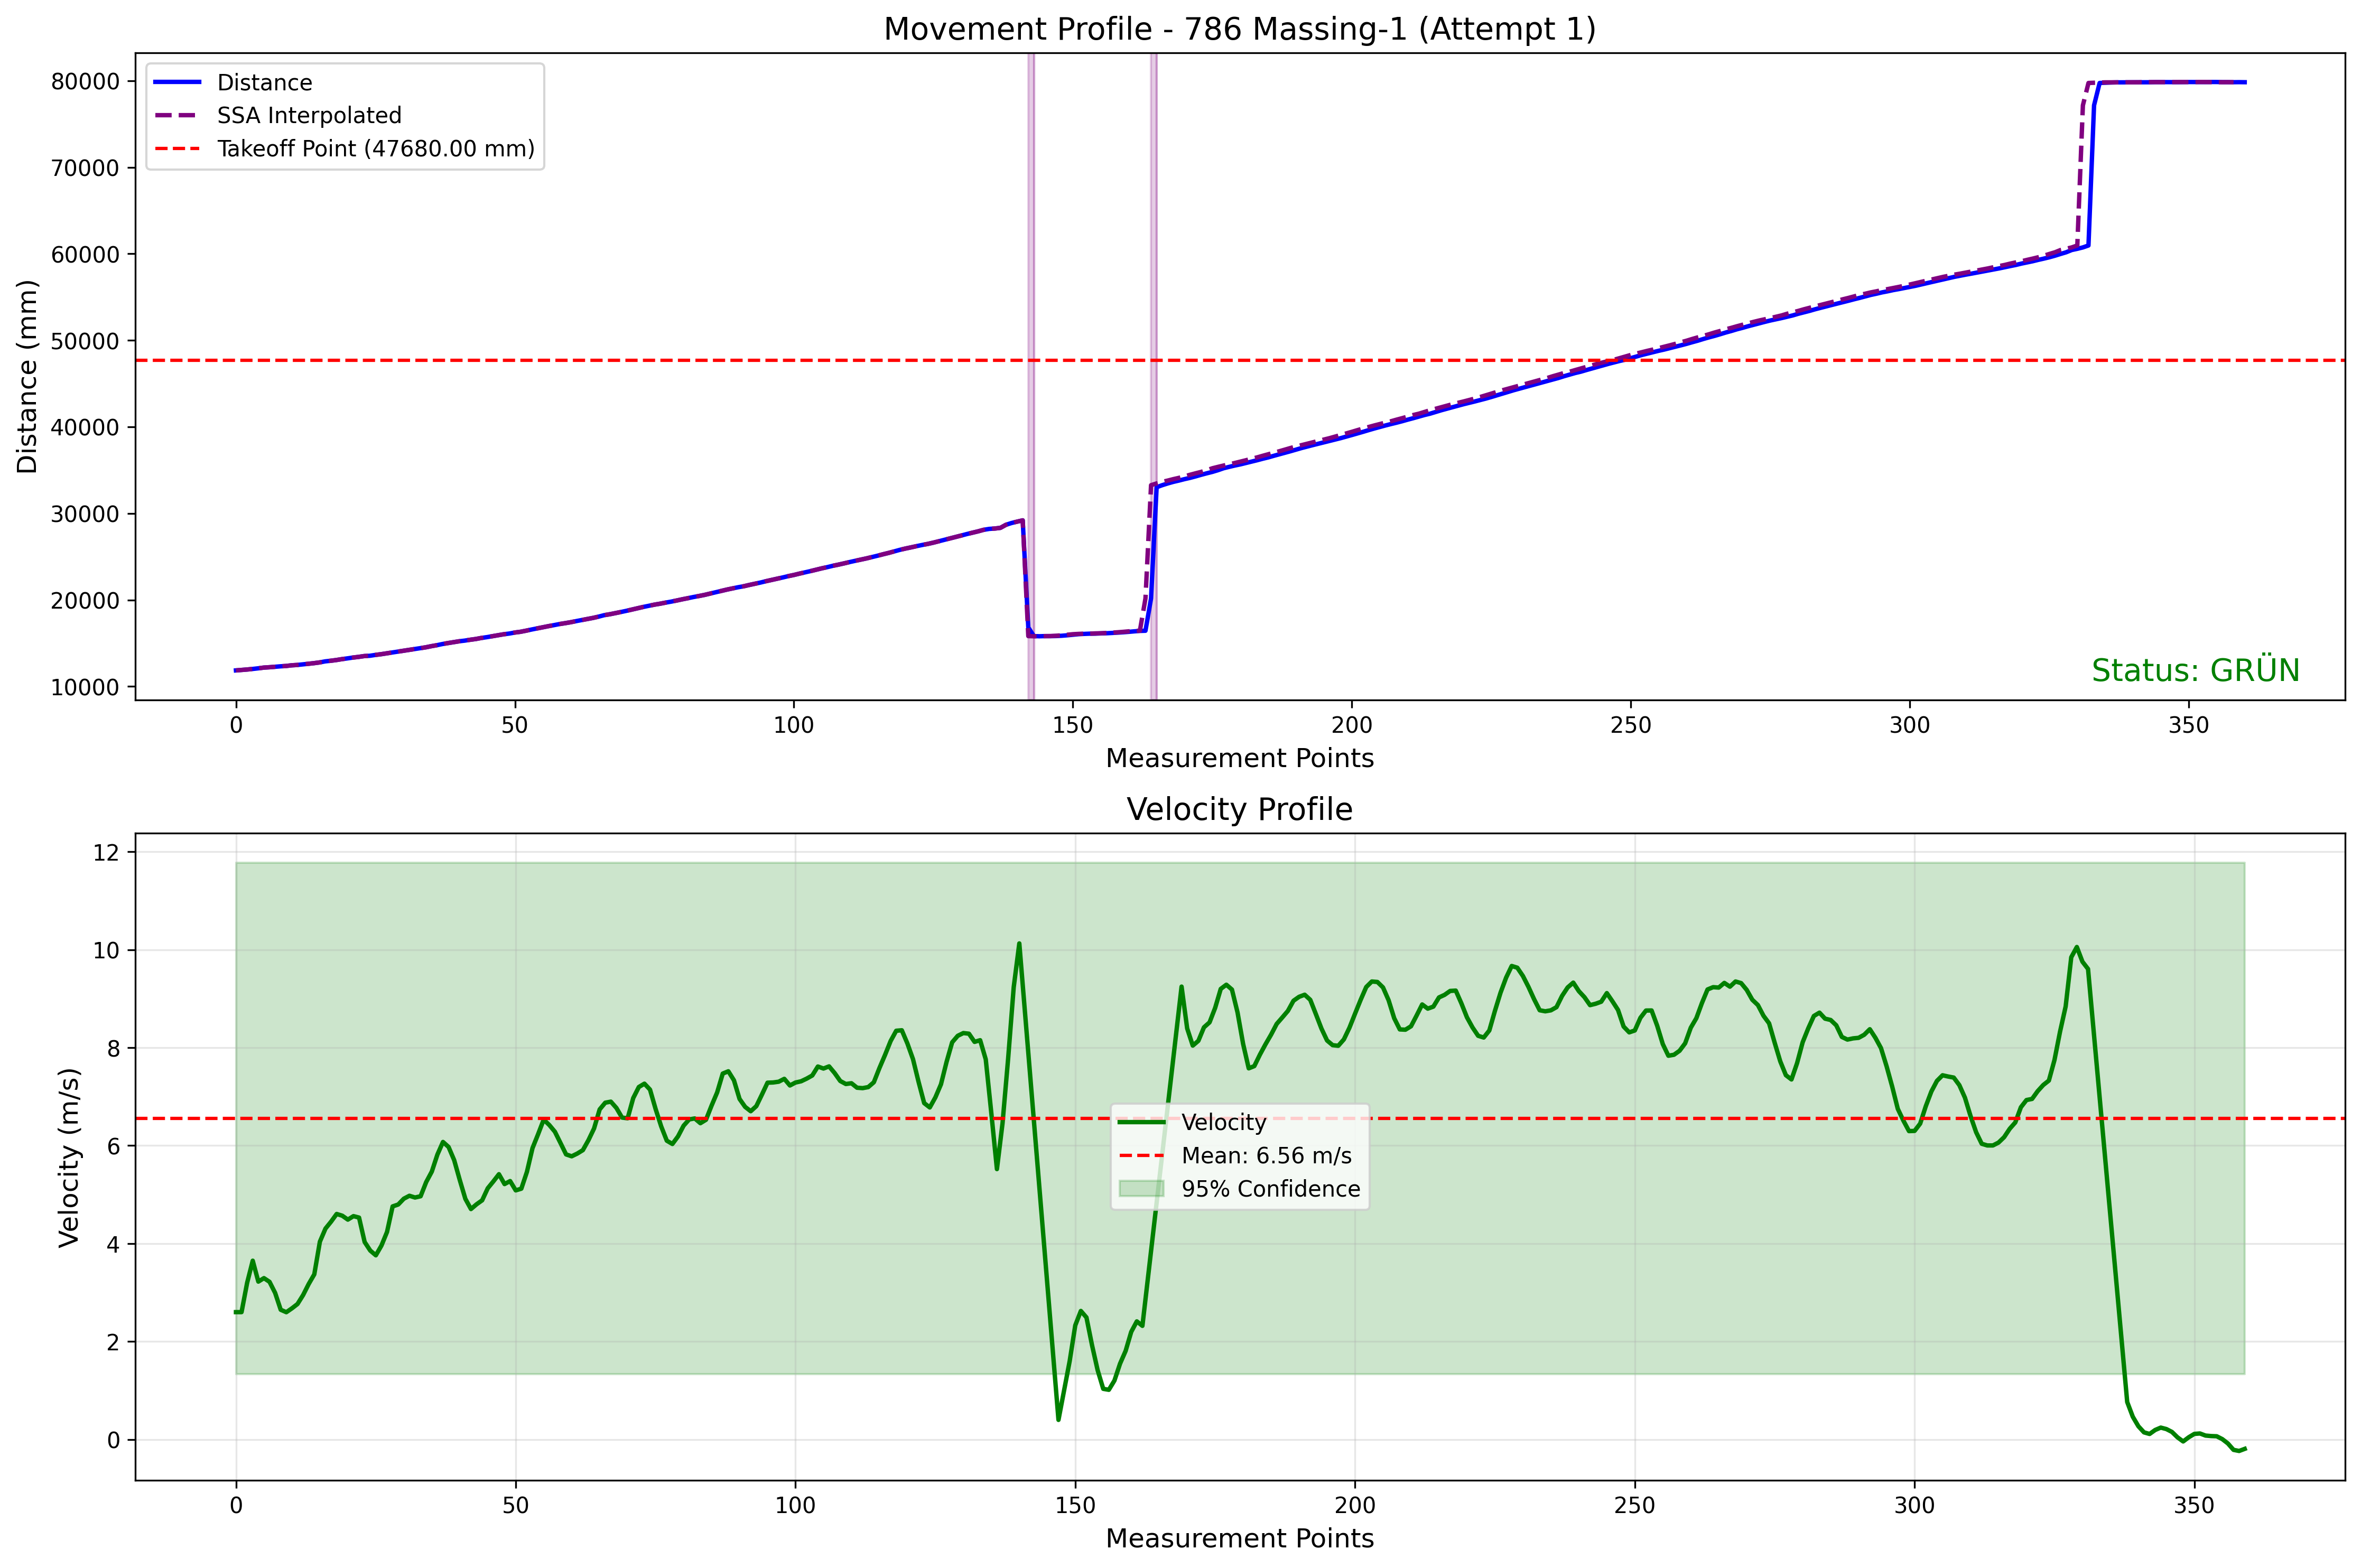 Movement Profile - 786 Massing-1 (Attempt 1)
Distance
SSA Interpolated
Takeoff Point (47680.00 mm)
Distance (mm)
80000
70000
60000
50000
40000
30000
20000
10000
Status: GRÜN
0 50 100 150 200 250 300 350
Measurement Points
Velocity Profile
Velocity (m/s)
12
10
8
6
4
2
0
Velocity
Mean: 6.56 m/s
95% Confidence
0 50 100 150 200 250 300 350
Measurement Points